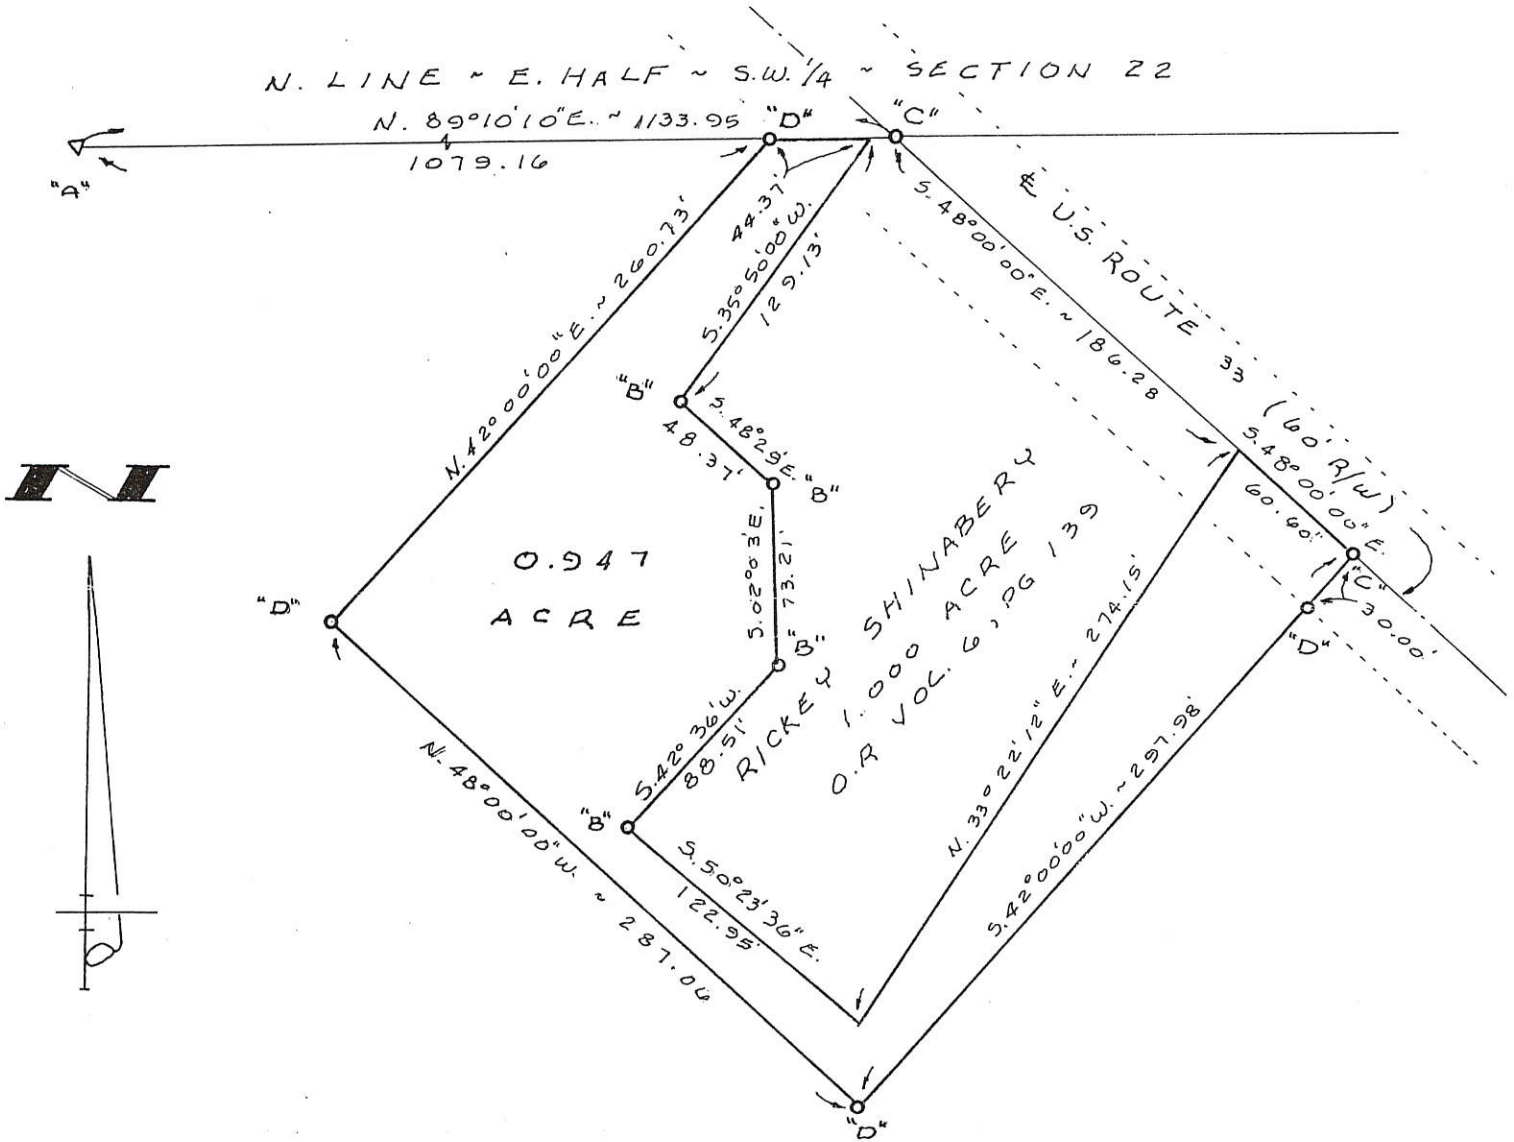 N. LINE ~ E. HALF ~ S.W. 1/4 ~ SECTION 22
N. 89°10'10"E. ~ 1133.95
1079.16
"A"
"D"
"C"
44.37'
S. 35°50'00" W.
129.13'
N. 42°00'00" E. ~ 260.73'
S. 48°00'00" E. ~ 186.28
℄ U.S. ROUTE 33 (60' R/W)
S. 48°00'00" E.
60.60'
"B"
S. 48°29' E.
48.37'
"B"
N
S. 02°03' E.
73.21'
0.947
ACRE
"D"
"B"
S. 42°36' W.
88.51'
"B"
RICKEY SHINABERY
1.000 ACRE
O.R VOL. 6, PG 139
N. 33°22'12" E. ~ 274.15'
"C"
30.00'
"D"
S. 42°00'00" W. ~ 297.98'
N. 48°00'00" W. ~ 287.06
S. 50°23'36" E.
122.95'
"D"